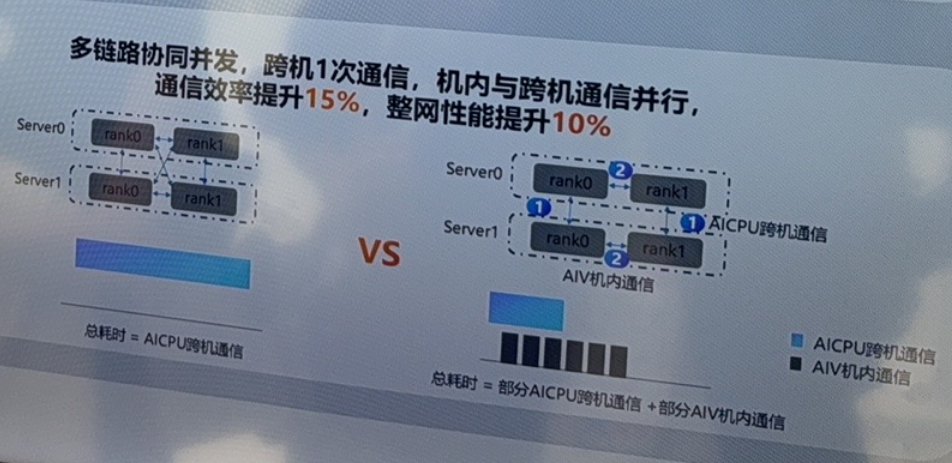 多链路协同并发，跨机1次通信，机内与跨机通信并行，
通信效率提升15%，整网性能提升10%
Server0
rank0
rank1
Server1
rank0
rank1
总耗时 = AICPU跨机通信
VS
Server0
rank0
2
rank1
1
1
AICPU跨机通信
Server1
rank0
2
rank1
AIV机内通信
总耗时 = 部分AICPU跨机通信 +部分AIV机内通信
AICPU跨机通信
AIV机内通信